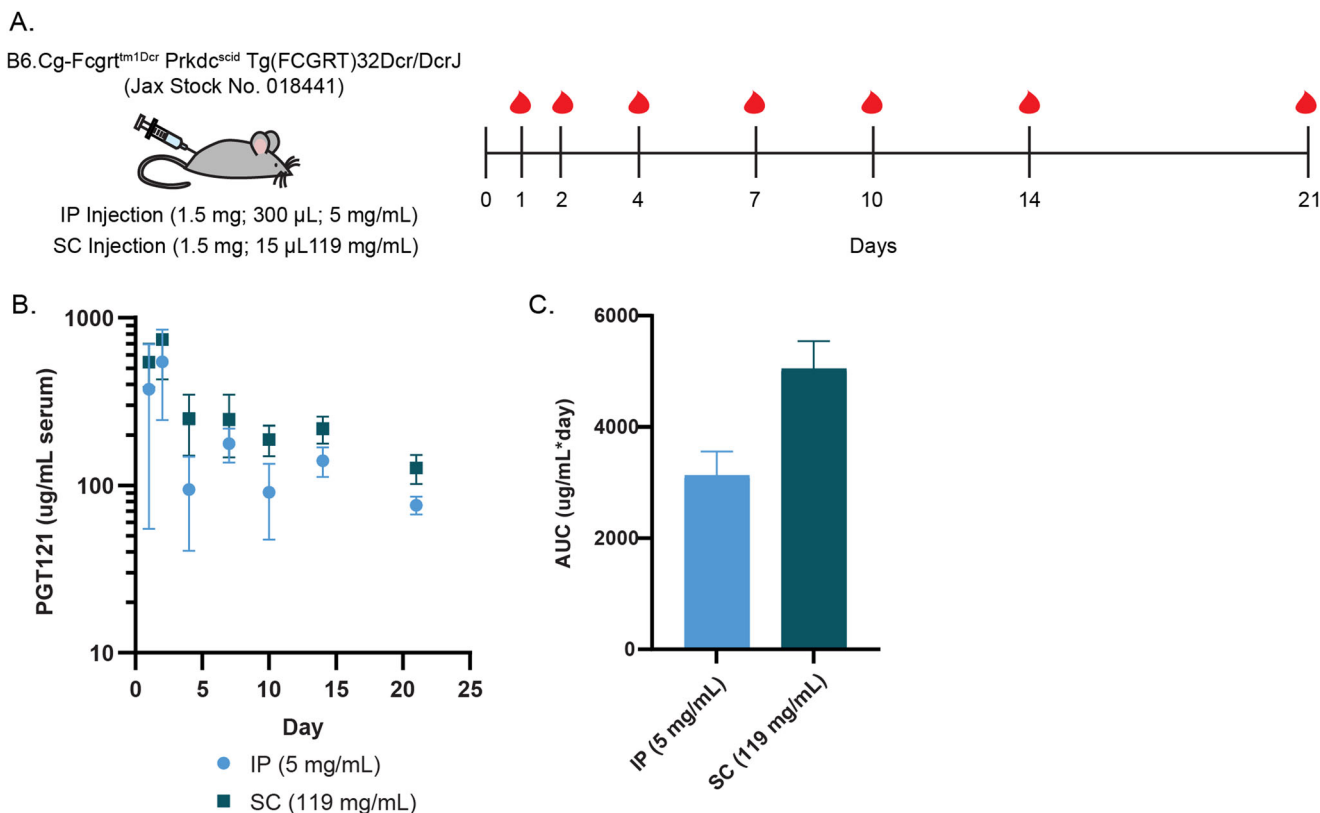 A.
B6.Cg-Fcgrt^tm1Dcr Prkdc^scid Tg(FCGRT)32Dcr/DcrJ
(Jax Stock No. 018441)
IP Injection (1.5 mg; 300 µL; 5 mg/mL)
SC Injection (1.5 mg; 15 µL119 mg/mL)
0 1 2 4 7 10 14 21
Days
B.
PGT121 (ug/mL serum)
1000
100
10
0 5 10 15 20 25
Day
IP (5 mg/mL)
SC (119 mg/mL)
C.
AUC (ug/mL*day)
6000
4000
2000
0
IP (5 mg/mL)
SC (119 mg/mL)